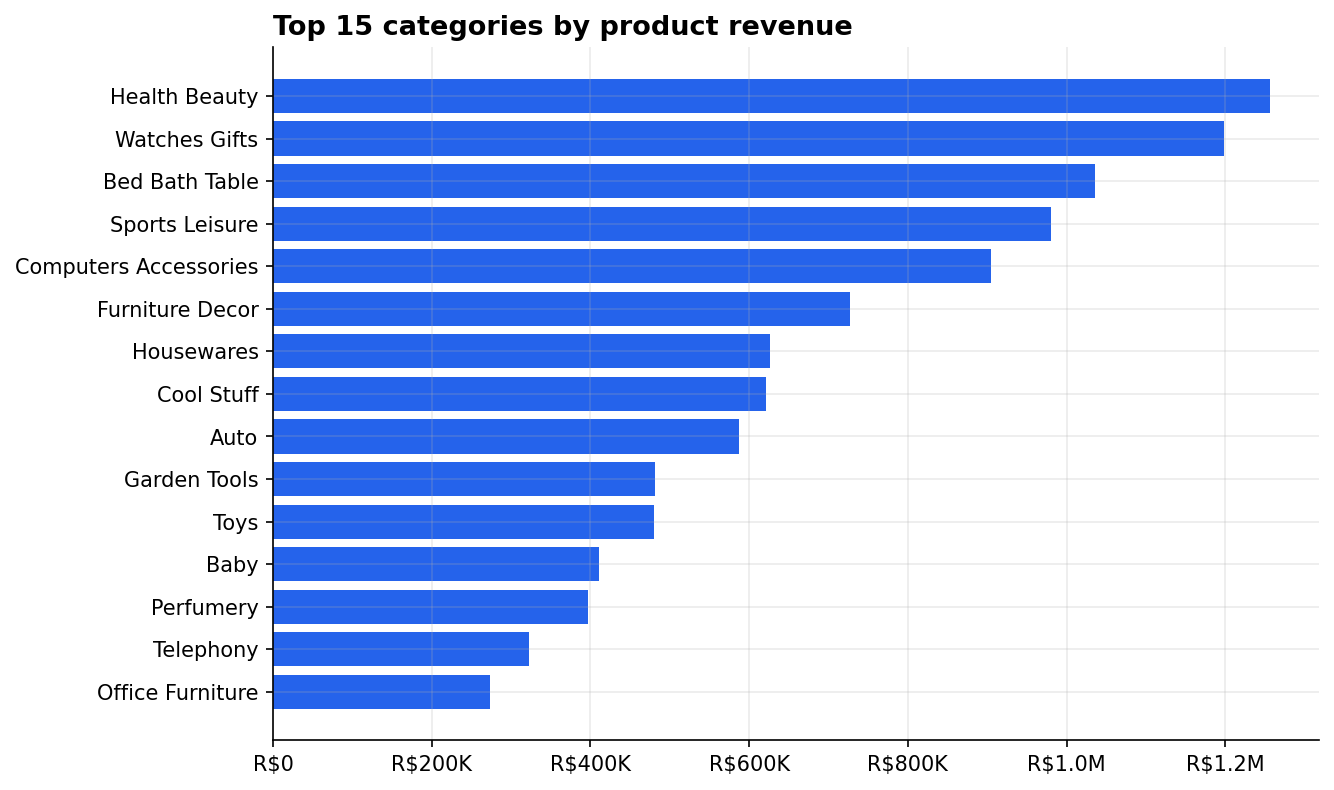 Top 15 categories by product revenue
Health Beauty
Watches Gifts
Bed Bath Table
Sports Leisure
Computers Accessories
Furniture Decor
Housewares
Cool Stuff
Auto
Garden Tools
Toys
Baby
Perfumery
Telephony
Office Furniture
R$0 R$200K R$400K R$600K R$800K R$1.0M R$1.2M